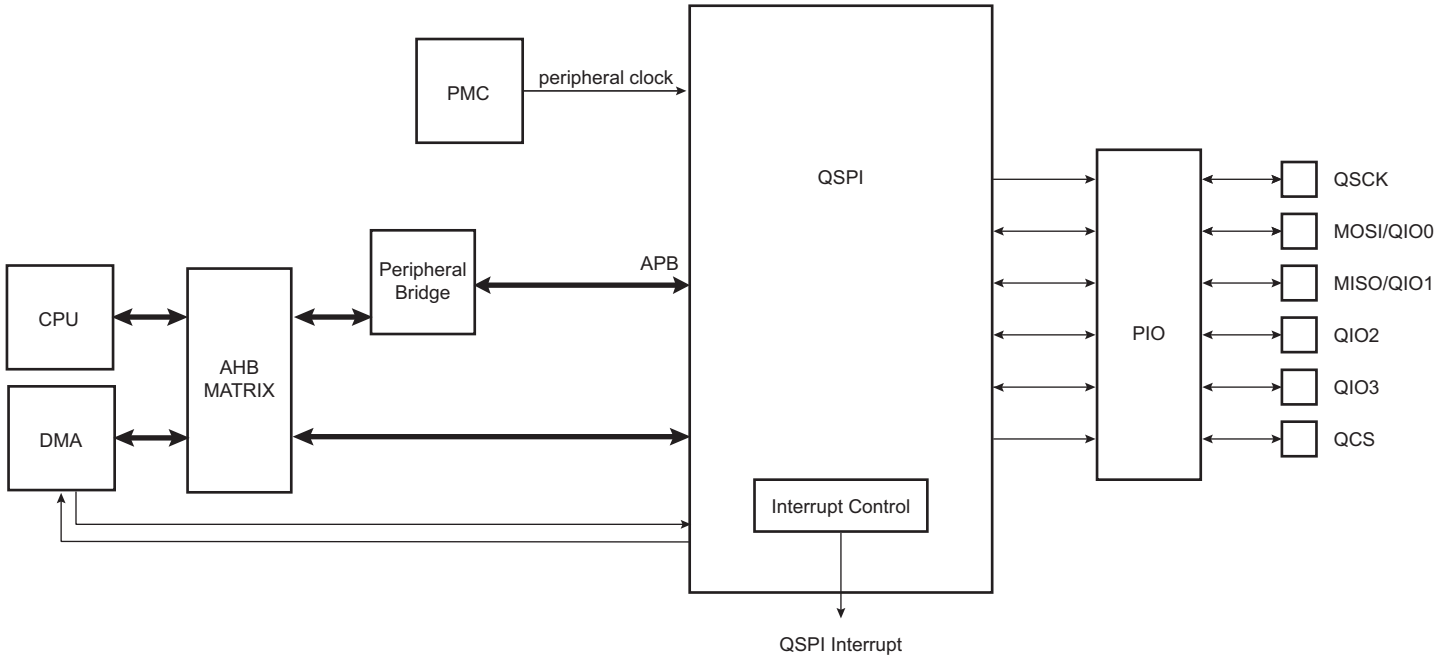 PMC
peripheral clock
QSPI
QSCK
MOSI/QIO0
MISO/QIO1
QIO2
QIO3
QCS
PIO
APB
Peripheral
Bridge
CPU
AHB
MATRIX
DMA
Interrupt Control
QSPI Interrupt